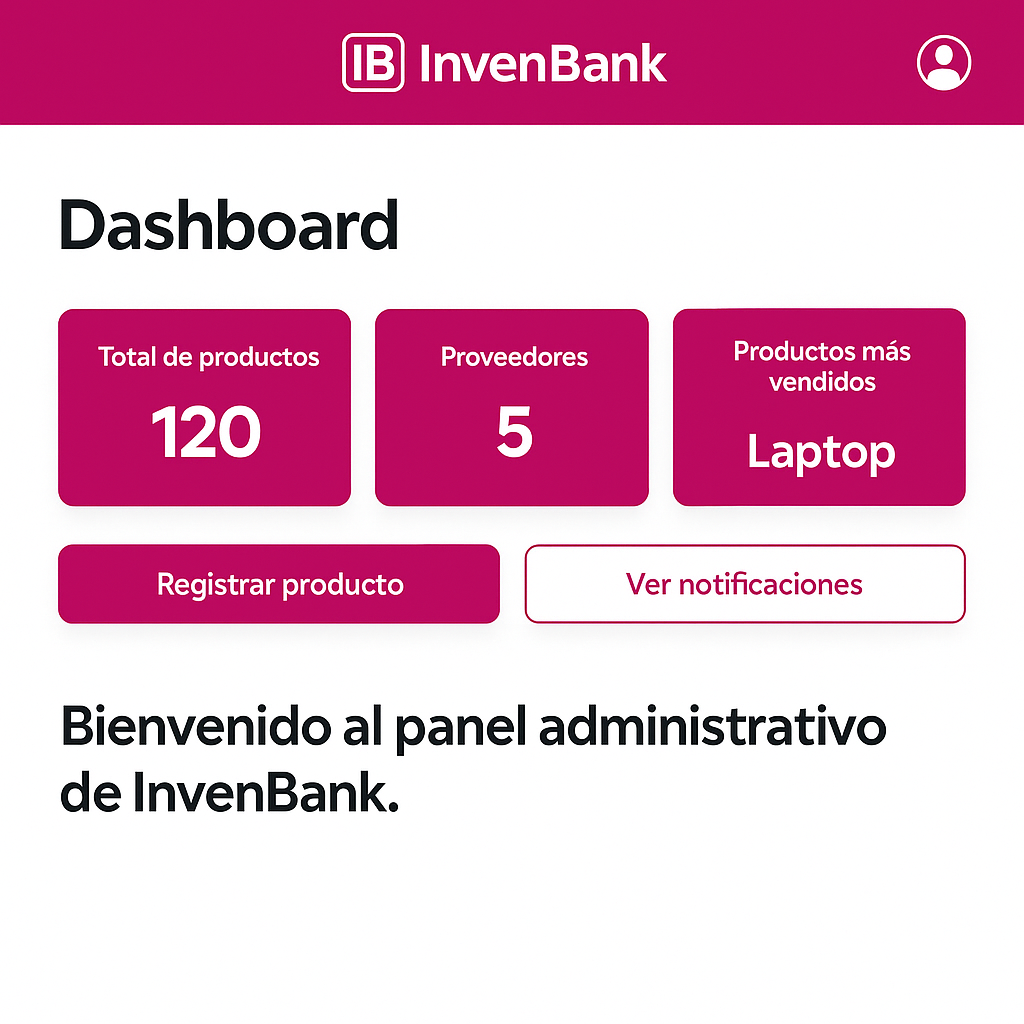 IB InvenBank
Dashboard
Total de productos
120
Proveedores
5
Productos más
vendidos
Laptop
Registrar producto
Ver notificaciones
Bienvenido al panel administrativo
de InvenBank.